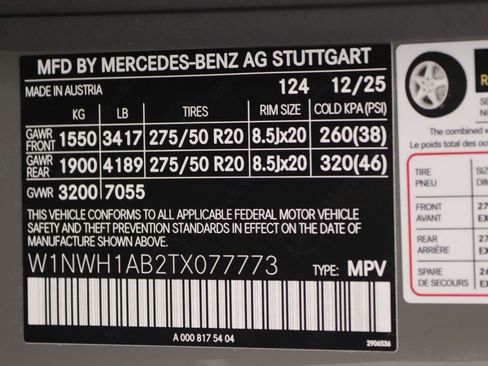 MFD BY MERCEDES-BENZ AG STUTTGART
MADE IN AUSTRIA 124 12/25
KG LB TIRES RIM SIZE COLD KPA(PSI)
GAWR FRONT 1550 3417 275/50 R20 8.5Jx20 260(38)
GAWR REAR 1900 4189 275/50 R20 8.5Jx20 320(46)
GVWR 3200 7055
THIS VEHICLE CONFORMS TO ALL APPLICABLE FEDERAL MOTOR VEHICLE
SAFETY AND THEFT PREVENTION STANDARDS IN EFFECT ON THE DATE OF
MANUFACTURE SHOWN ABOVE.
W1NWH1AB2TX077773 TYPE: MPV
A 000 817 54 04
2906536
The combined w
Le poids total des oc
TIRE
PNEU
FRONT
AVANT
REAR
ARRIÈRE
SPARE
DE SECOURS